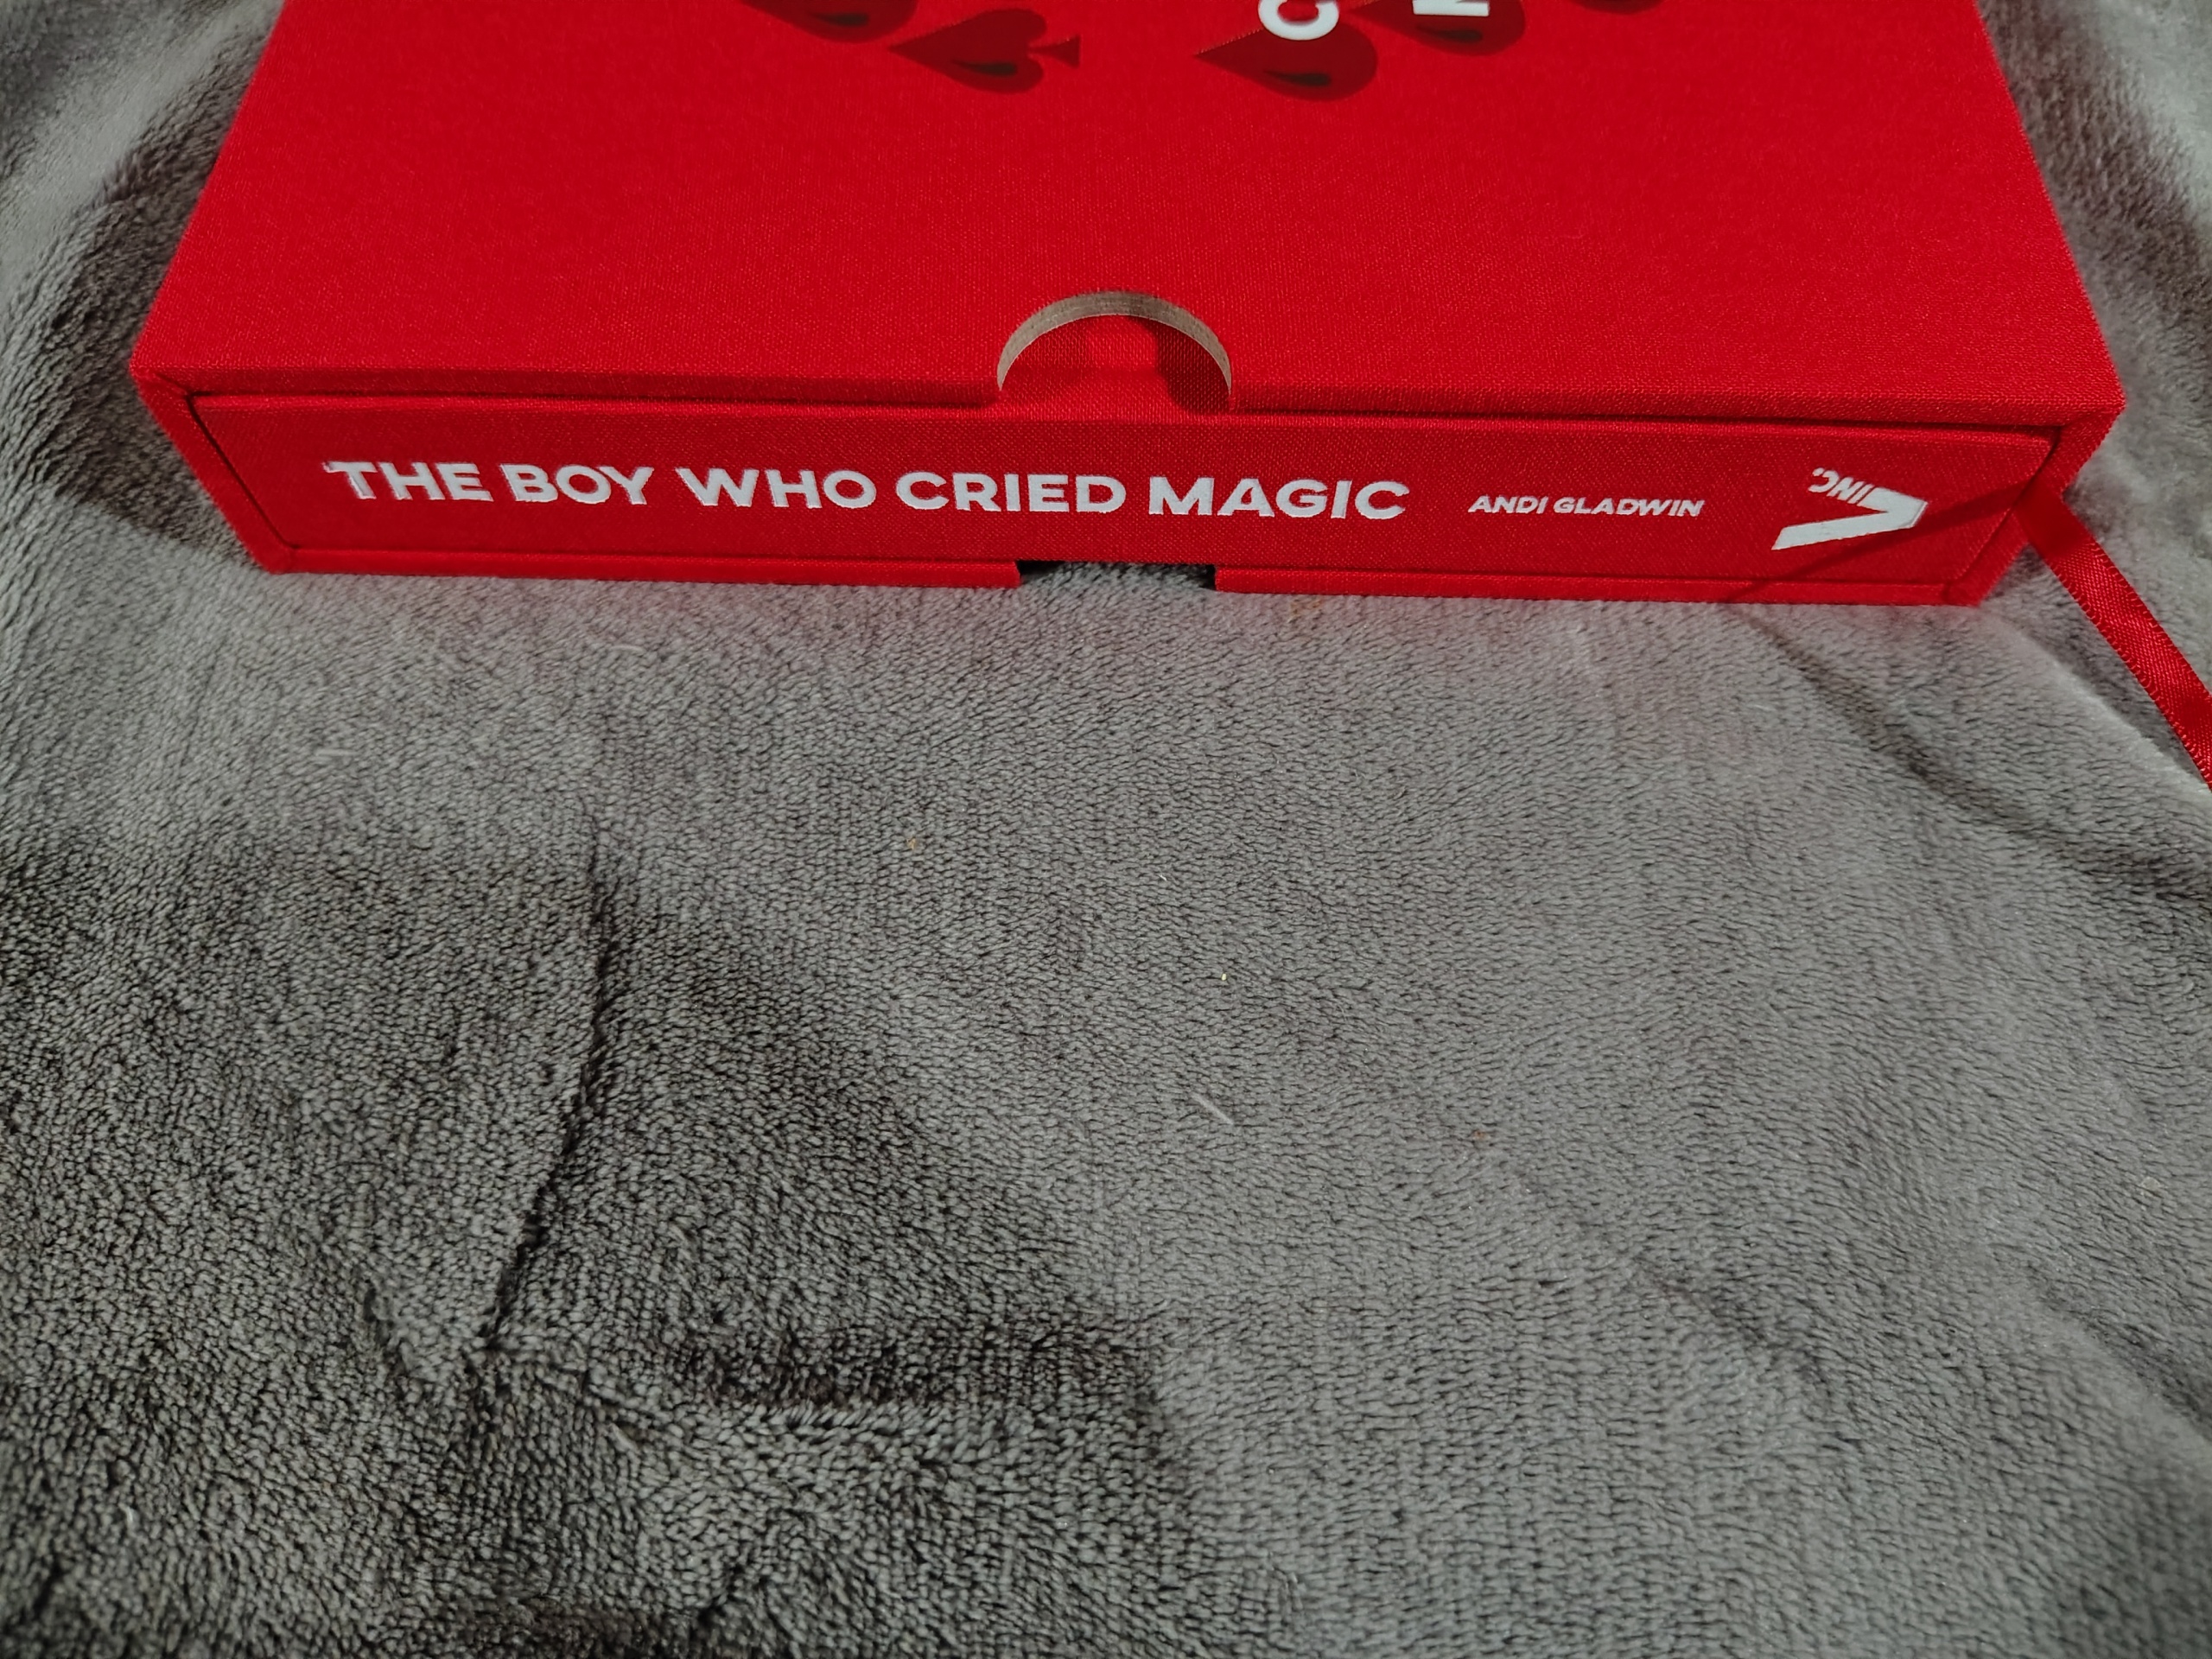 C
THE BOY WHO CRIED MAGIC ANDI GLADWIN
V INC.